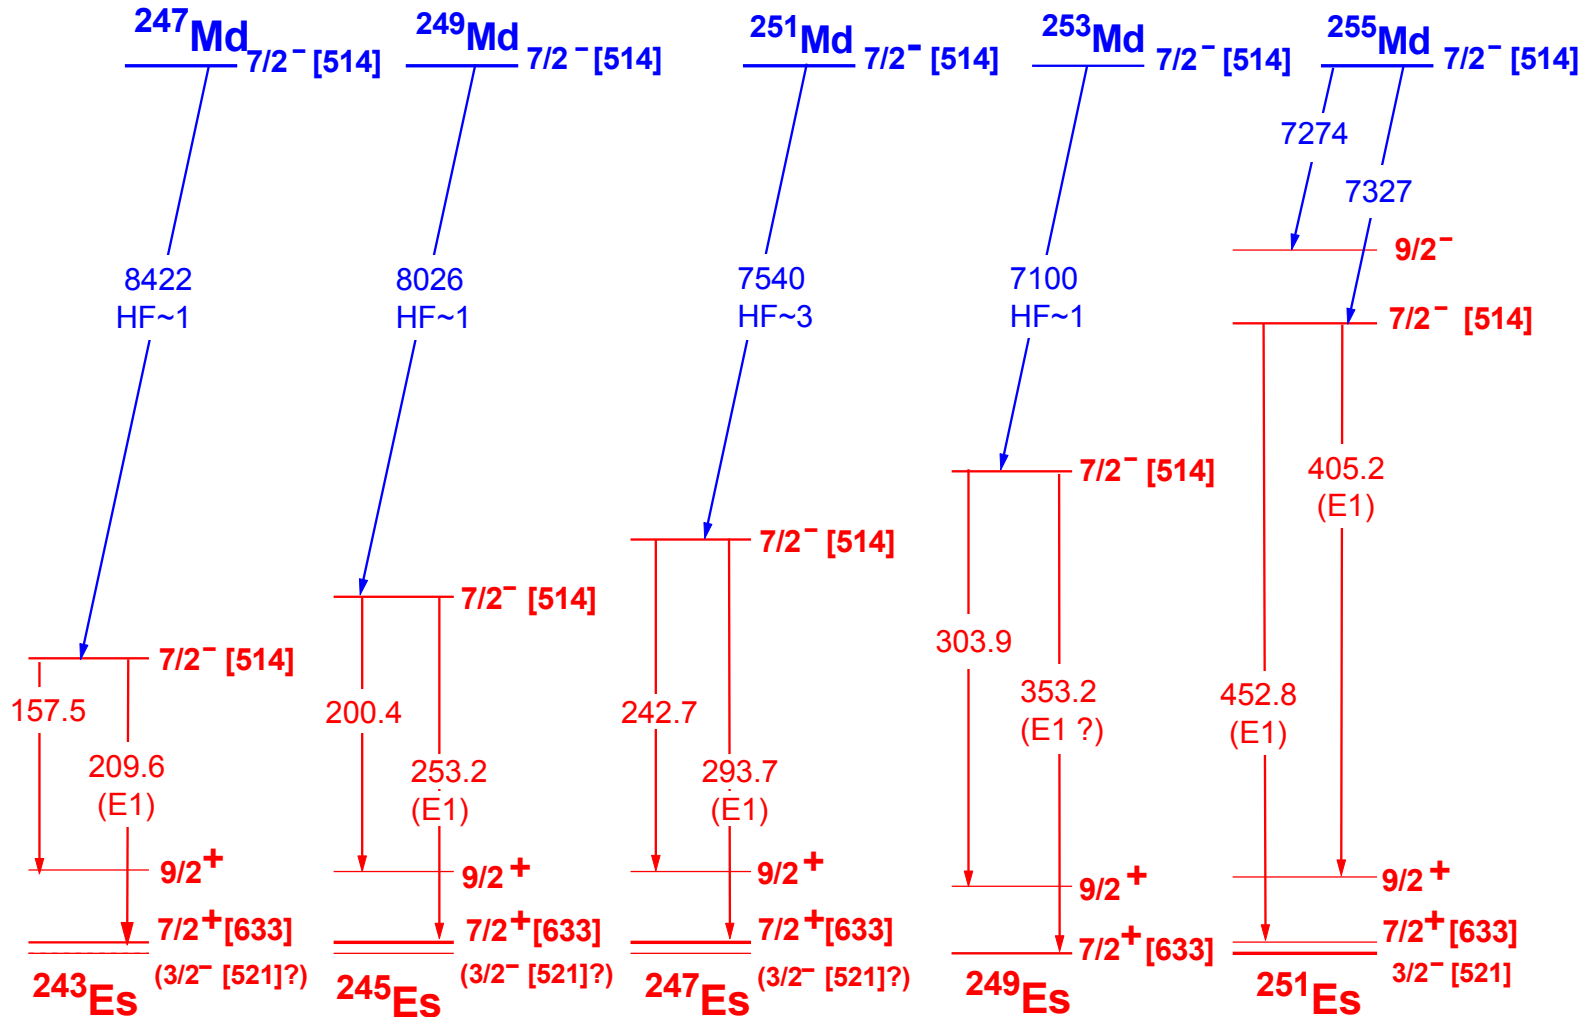 ²⁴⁷Md
7/2⁻ [514]
²⁴⁹Md
7/2⁻ [514]
²⁵¹Md
7/2⁻ [514]
²⁵³Md
7/2⁻ [514]
²⁵⁵Md
7/2⁻ [514]
7274
7327
8422
HF~1
8026
HF~1
7540
HF~3
7100
HF~1
9/2⁻
7/2⁻ [514]
7/2⁻ [514]
7/2⁻ [514]
7/2⁻ [514]
7/2⁻ [514]
157.5
209.6
(E1)
200.4
253.2
(E1)
242.7
293.7
(E1)
303.9
353.2
(E1 ?)
452.8
(E1)
405.2
(E1)
9/2⁺
9/2⁺
9/2⁺
9/2⁺
9/2⁺
7/2⁺[633]
(3/2⁻ [521]?)
7/2⁺[633]
(3/2⁻ [521]?)
7/2⁺[633]
(3/2⁻ [521]?)
7/2⁺[633]
7/2⁺[633]
3/2⁻ [521]
²⁴³Es
²⁴⁵Es
²⁴⁷Es
²⁴⁹Es
²⁵¹Es